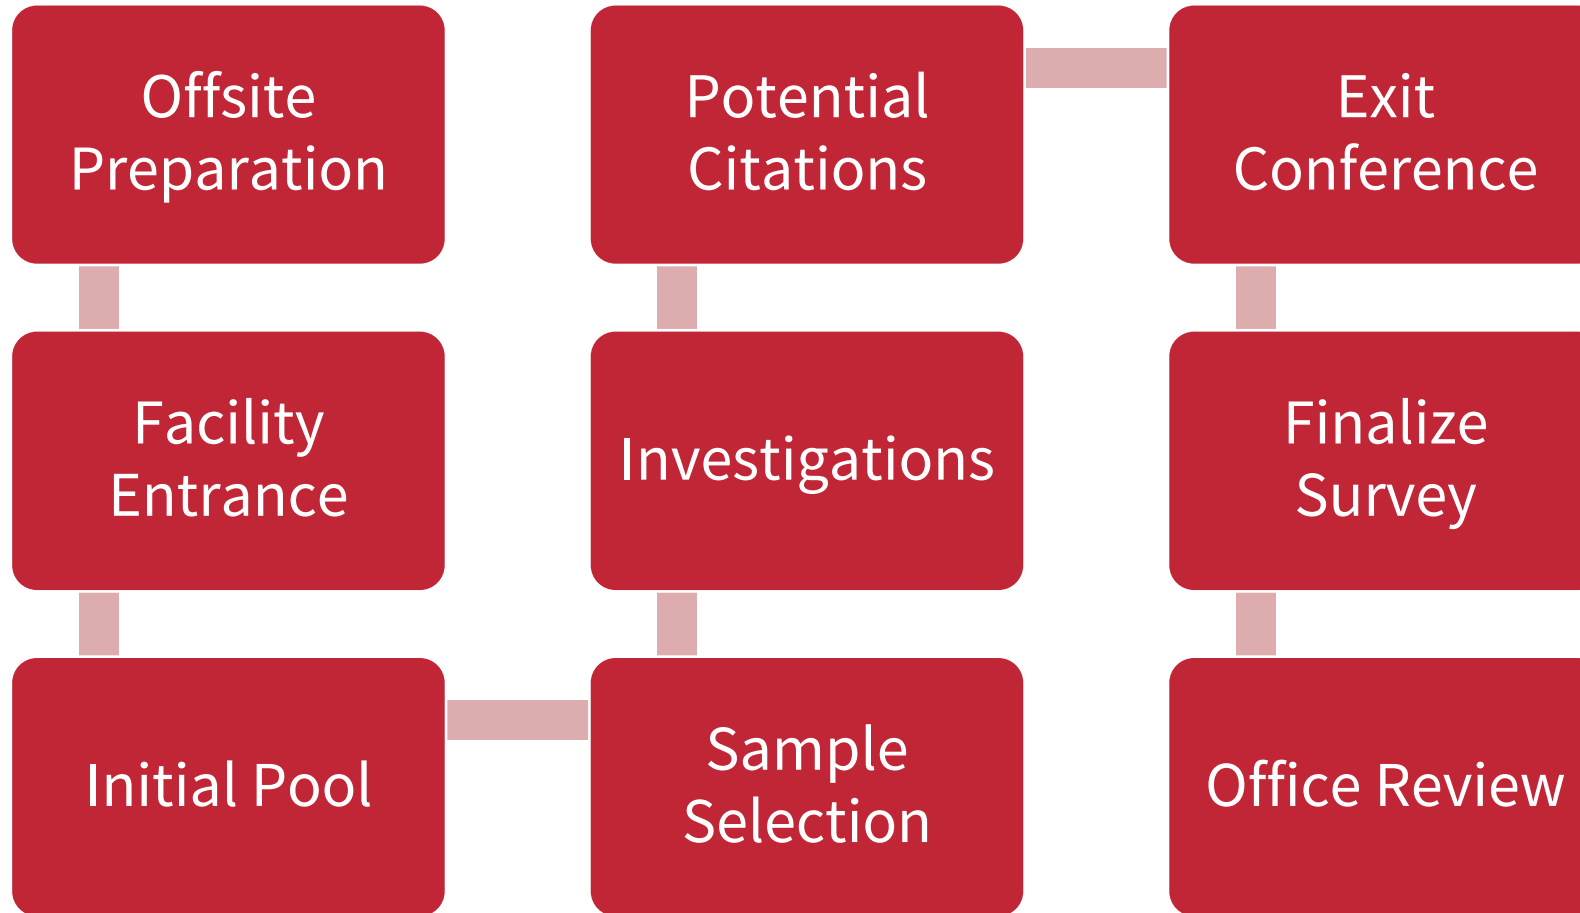 Offsite
Preparation
Facility
Entrance
Initial Pool
Sample
Selection
Investigations
Potential
Citations
Exit
Conference
Finalize
Survey
Office Review